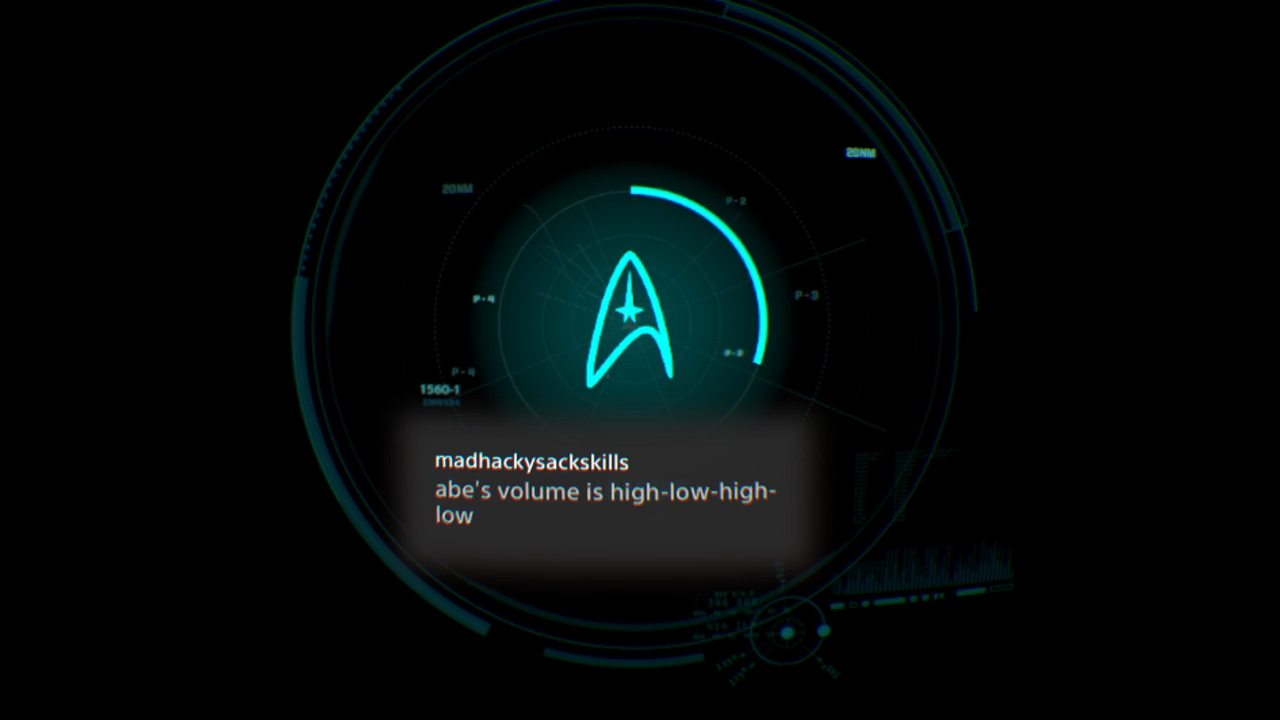 20NM
20NM
P-2
P-4
P-3
P-4
1560-1
madhackysackskills
abe's volume is high-low-high-
low